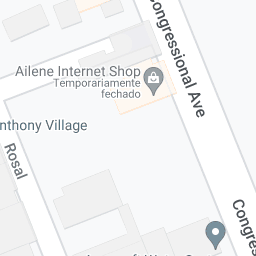 Congressional Ave
Ailene Internet Shop
Temporariamente
fechado
nthony Village
Rosal
Congres